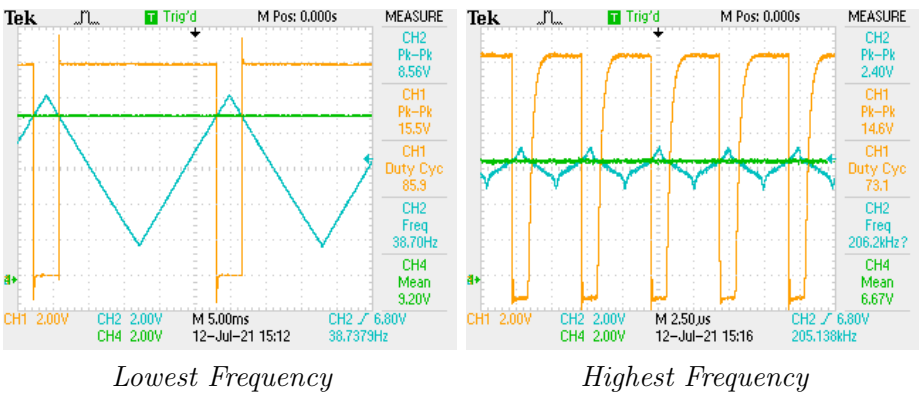 Tek T Trig'd M Pos: 0.000s MEASURE
CH2
Pk-Pk
8.56V
CH1
Pk-Pk
15.5V
CH1
Duty Cyc
85.9
CH2
Freq
38.70Hz
CH4
Mean
9.20V
CH1 2.00V CH2 2.00V M 5.00ms CH2 / 6.80V
CH4 2.00V 12-Jul-21 15:12 38.7379Hz
Lowest Frequency
Tek T Trig'd M Pos: 0.000s MEASURE
CH2
Pk-Pk
2.40V
CH1
Pk-Pk
14.6V
CH1
Duty Cyc
73.1
CH2
Freq
206.2kHz?
CH4
Mean
6.67V
CH1 2.00V CH2 2.00V M 2.50µs CH2 / 6.80V
CH4 2.00V 12-Jul-21 15:16 205.138kHz
Highest Frequency